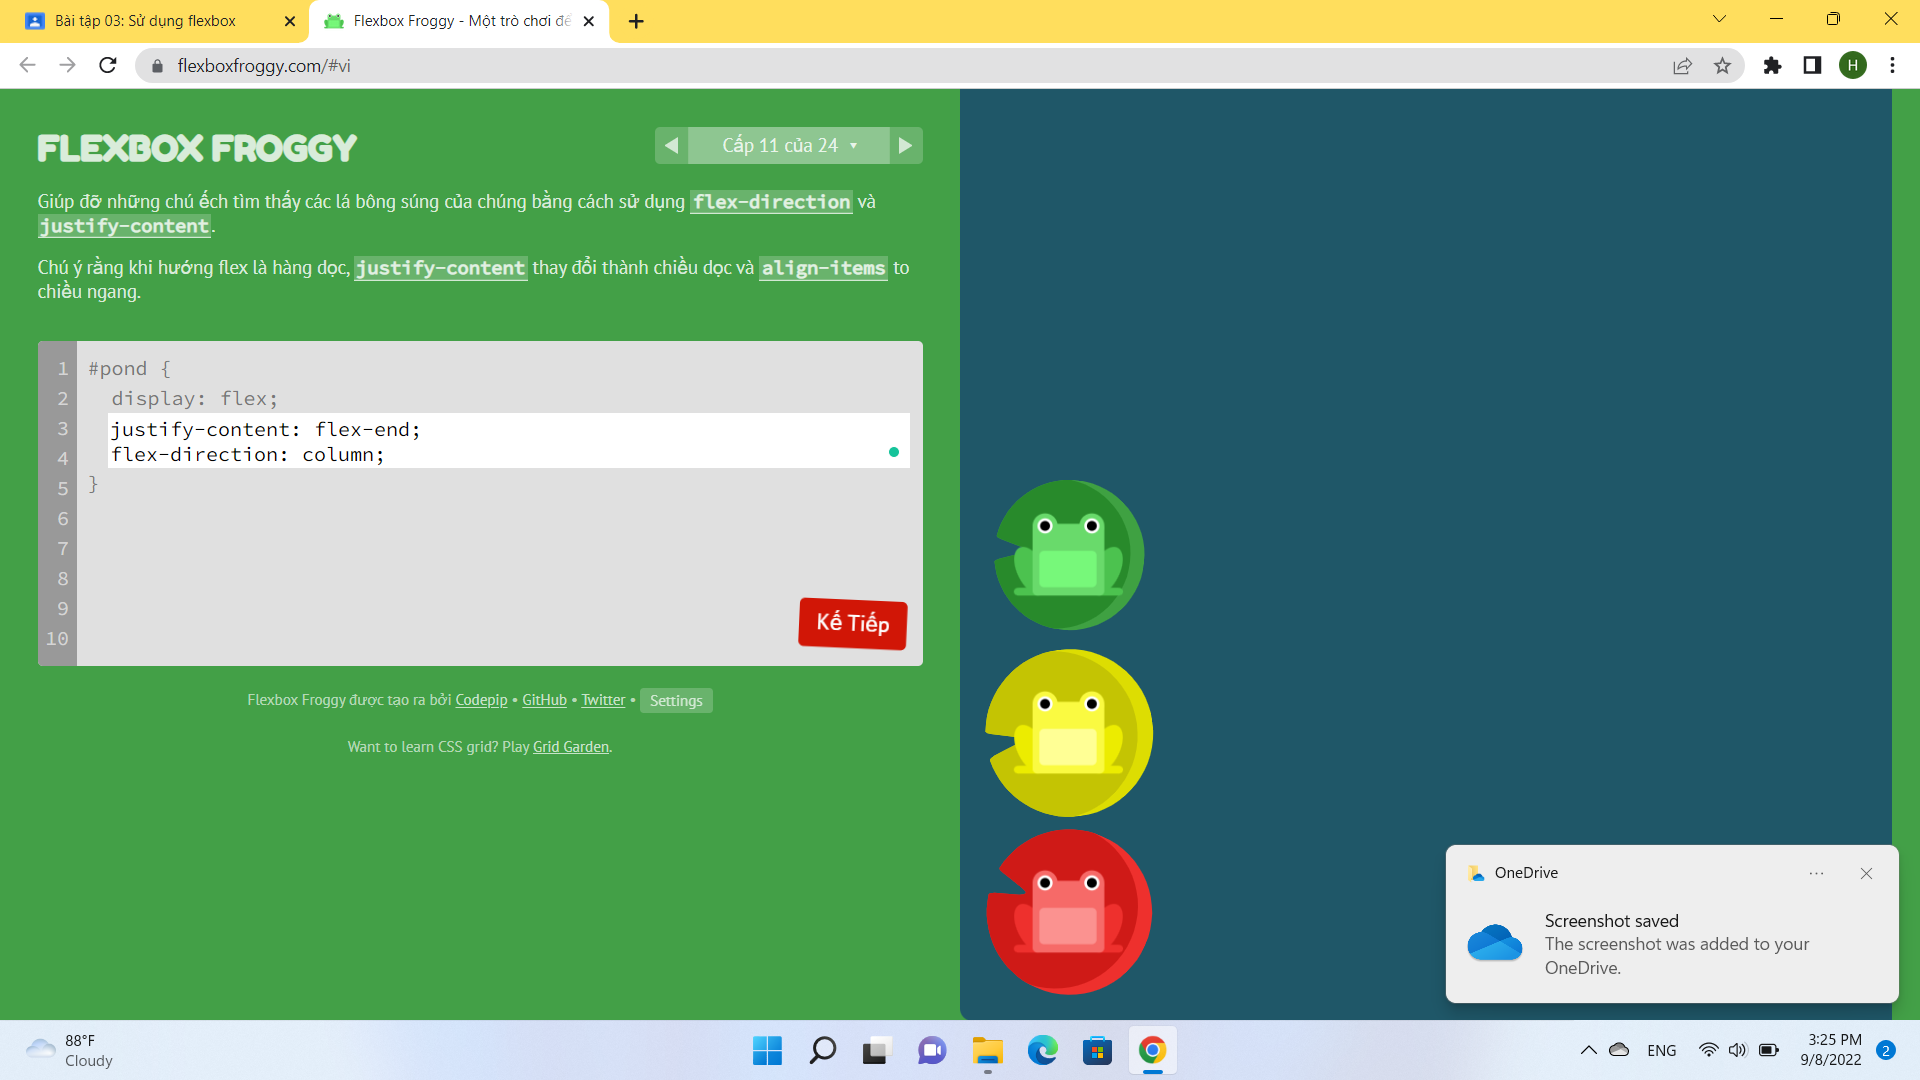 Bài tập 03: Sử dụng flexbox
Flexbox Froggy - Một trò chơi để
flexboxfroggy.com/#vi
H
FLEXBOX FROGGY
Cấp 11 của 24
Giúp đỡ những chú ếch tìm thấy các lá bông súng của chúng bằng cách sử dụng flex-direction và
justify-content.
Chú ý rằng khi hướng flex là hàng dọc, justify-content thay đổi thành chiều dọc và align-items to
chiều ngang.
1 #pond {
2 display: flex;
3 justify-content: flex-end;
4 flex-direction: column;
5 }
6
7
8
9
10
Kế Tiếp
Flexbox Froggy được tạo ra bởi Codepip • GitHub • Twitter • Settings
Want to learn CSS grid? Play Grid Garden.
OneDrive
Screenshot saved
The screenshot was added to your
OneDrive.
88°F
Cloudy
ENG
3:25 PM
9/8/2022
2